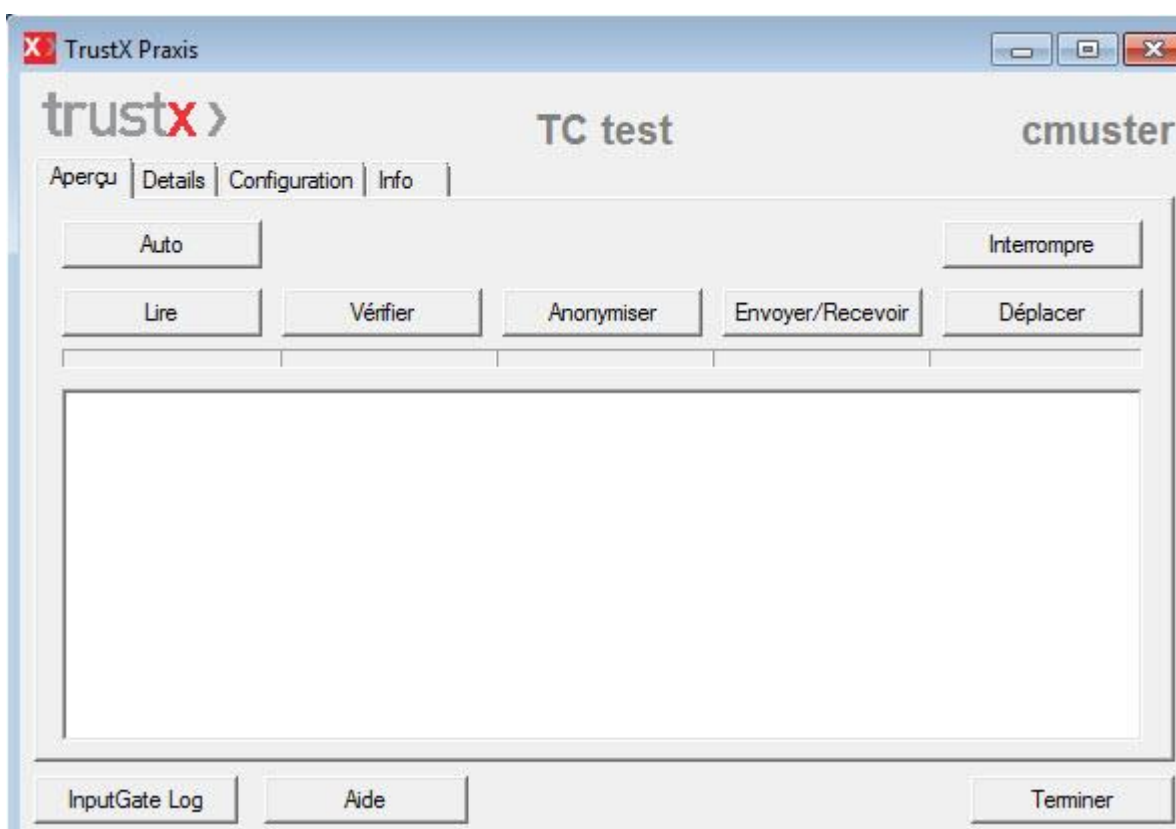 TrustX Praxis
trustx
TC test cmuster
Aperçu Details Configuration Info
Auto Interrompre
Lire Vérifier Anonymiser Envoyer/Recevoir Déplacer
InputGate Log Aide Terminer